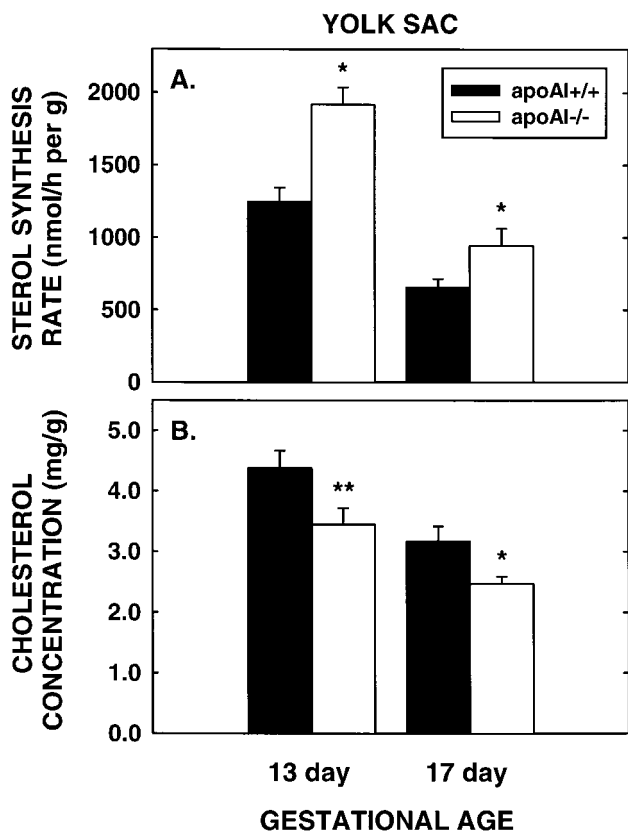 YOLK SAC
A.
*
*
apoAI+/+
apoAI-/-
STEROL SYNTHESIS
RATE (nmol/h per g)
2000
1500
1000
500
0
B.
**
*
CHOLESTEROL
CONCENTRATION (mg/g)
5.0
4.0
3.0
2.0
1.0
0.0
13 day
17 day
GESTATIONAL AGE